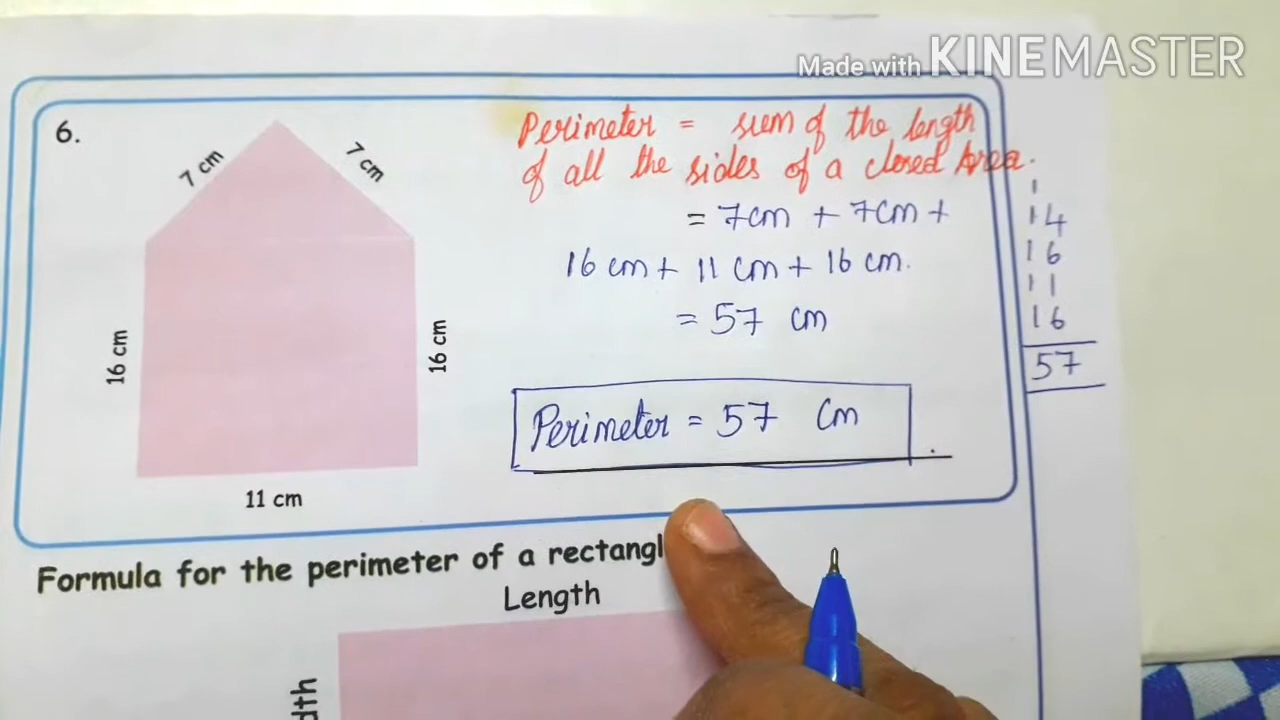 Made with KINEMASTER
6.
7 cm
7 cm
16 cm
16 cm
11 cm
Perimeter = sum of the length
of all the sides of a closed Area.
= 7cm + 7cm +
16 cm + 11 cm + 16 cm.
= 57 cm
Perimeter = 57 cm
1
14
16
11
16
57
Formula for the perimeter of a rectangl
Length
dth